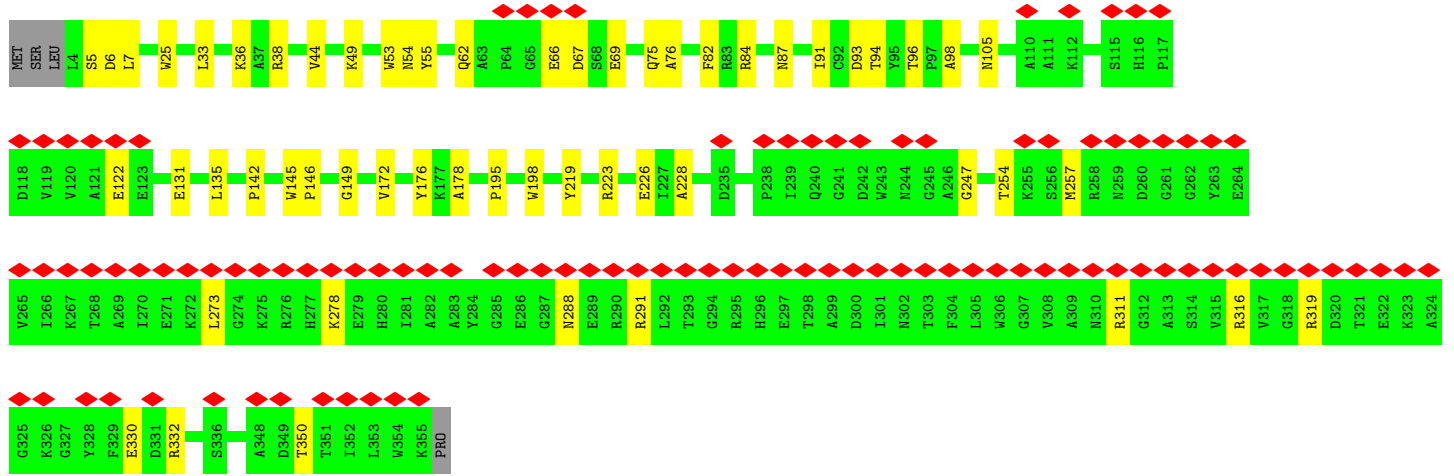 MET SER LEU L4 S5 D6 L7 W25 L33 K36 A37 R38 V44 K49 W53 N54 Y55 Q62 A63 P64 G65 E66 D67 S68 E69 Q75 A76 F82 R83 R84 N87 I91 C92 D93 T94 Y95 T96 P97 A98 N105 A110 A111 K112 S115 H116 P117
D118 V119 V120 A121 E122 E123 E131 L135 P142 W145 P146 G149 V172 Y176 K177 A178 P195 W198 Y219 R223 E226 I227 A228 D235 P238 I239 Q240 G241 D242 W243 N244 G245 A246 G247 T254 K255 S256 M257 R258 N259 D260 G261 G262 Y263 E264
V265 I266 K267 T268 A269 I270 E271 K272 L273 G274 K275 R276 H277 K278 E279 H280 I281 A282 A283 Y284 G285 E286 G287 N288 E289 R290 R291 L292 T293 G294 R295 H296 E297 T298 A299 D300 I301 N302 T303 F304 L305 W306 G307 V308 A309 N310 R311 G312 A313 S314 V315 R316 V317 G318 R319 D320 T321 E322 K323 A324
G325 K326 G327 Y328 F329 E330 D331 R332 S336 A348 D349 T350 T351 I352 L353 W354 K355 PRO